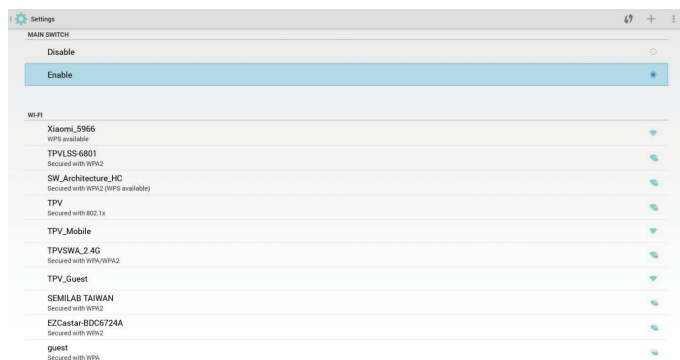 Settings
MAIN SWITCH
Disable
Enable
WI-FI
Xiaomi_5966
WPS available
TPVLSS-6801
Secured with WPA2
SW_Architecture_HC
Secured with WPA2 (WPS available)
TPV
Secured with 802.1x
TPV_Mobile
TPVSWA_2.4G
Secured with WPA/WPA2
TPV_Guest
SEMILAB TAIWAN
Secured with WPA2
EZCastar-BDC6724A
Secured with WPA2
guest
Secured with WPA